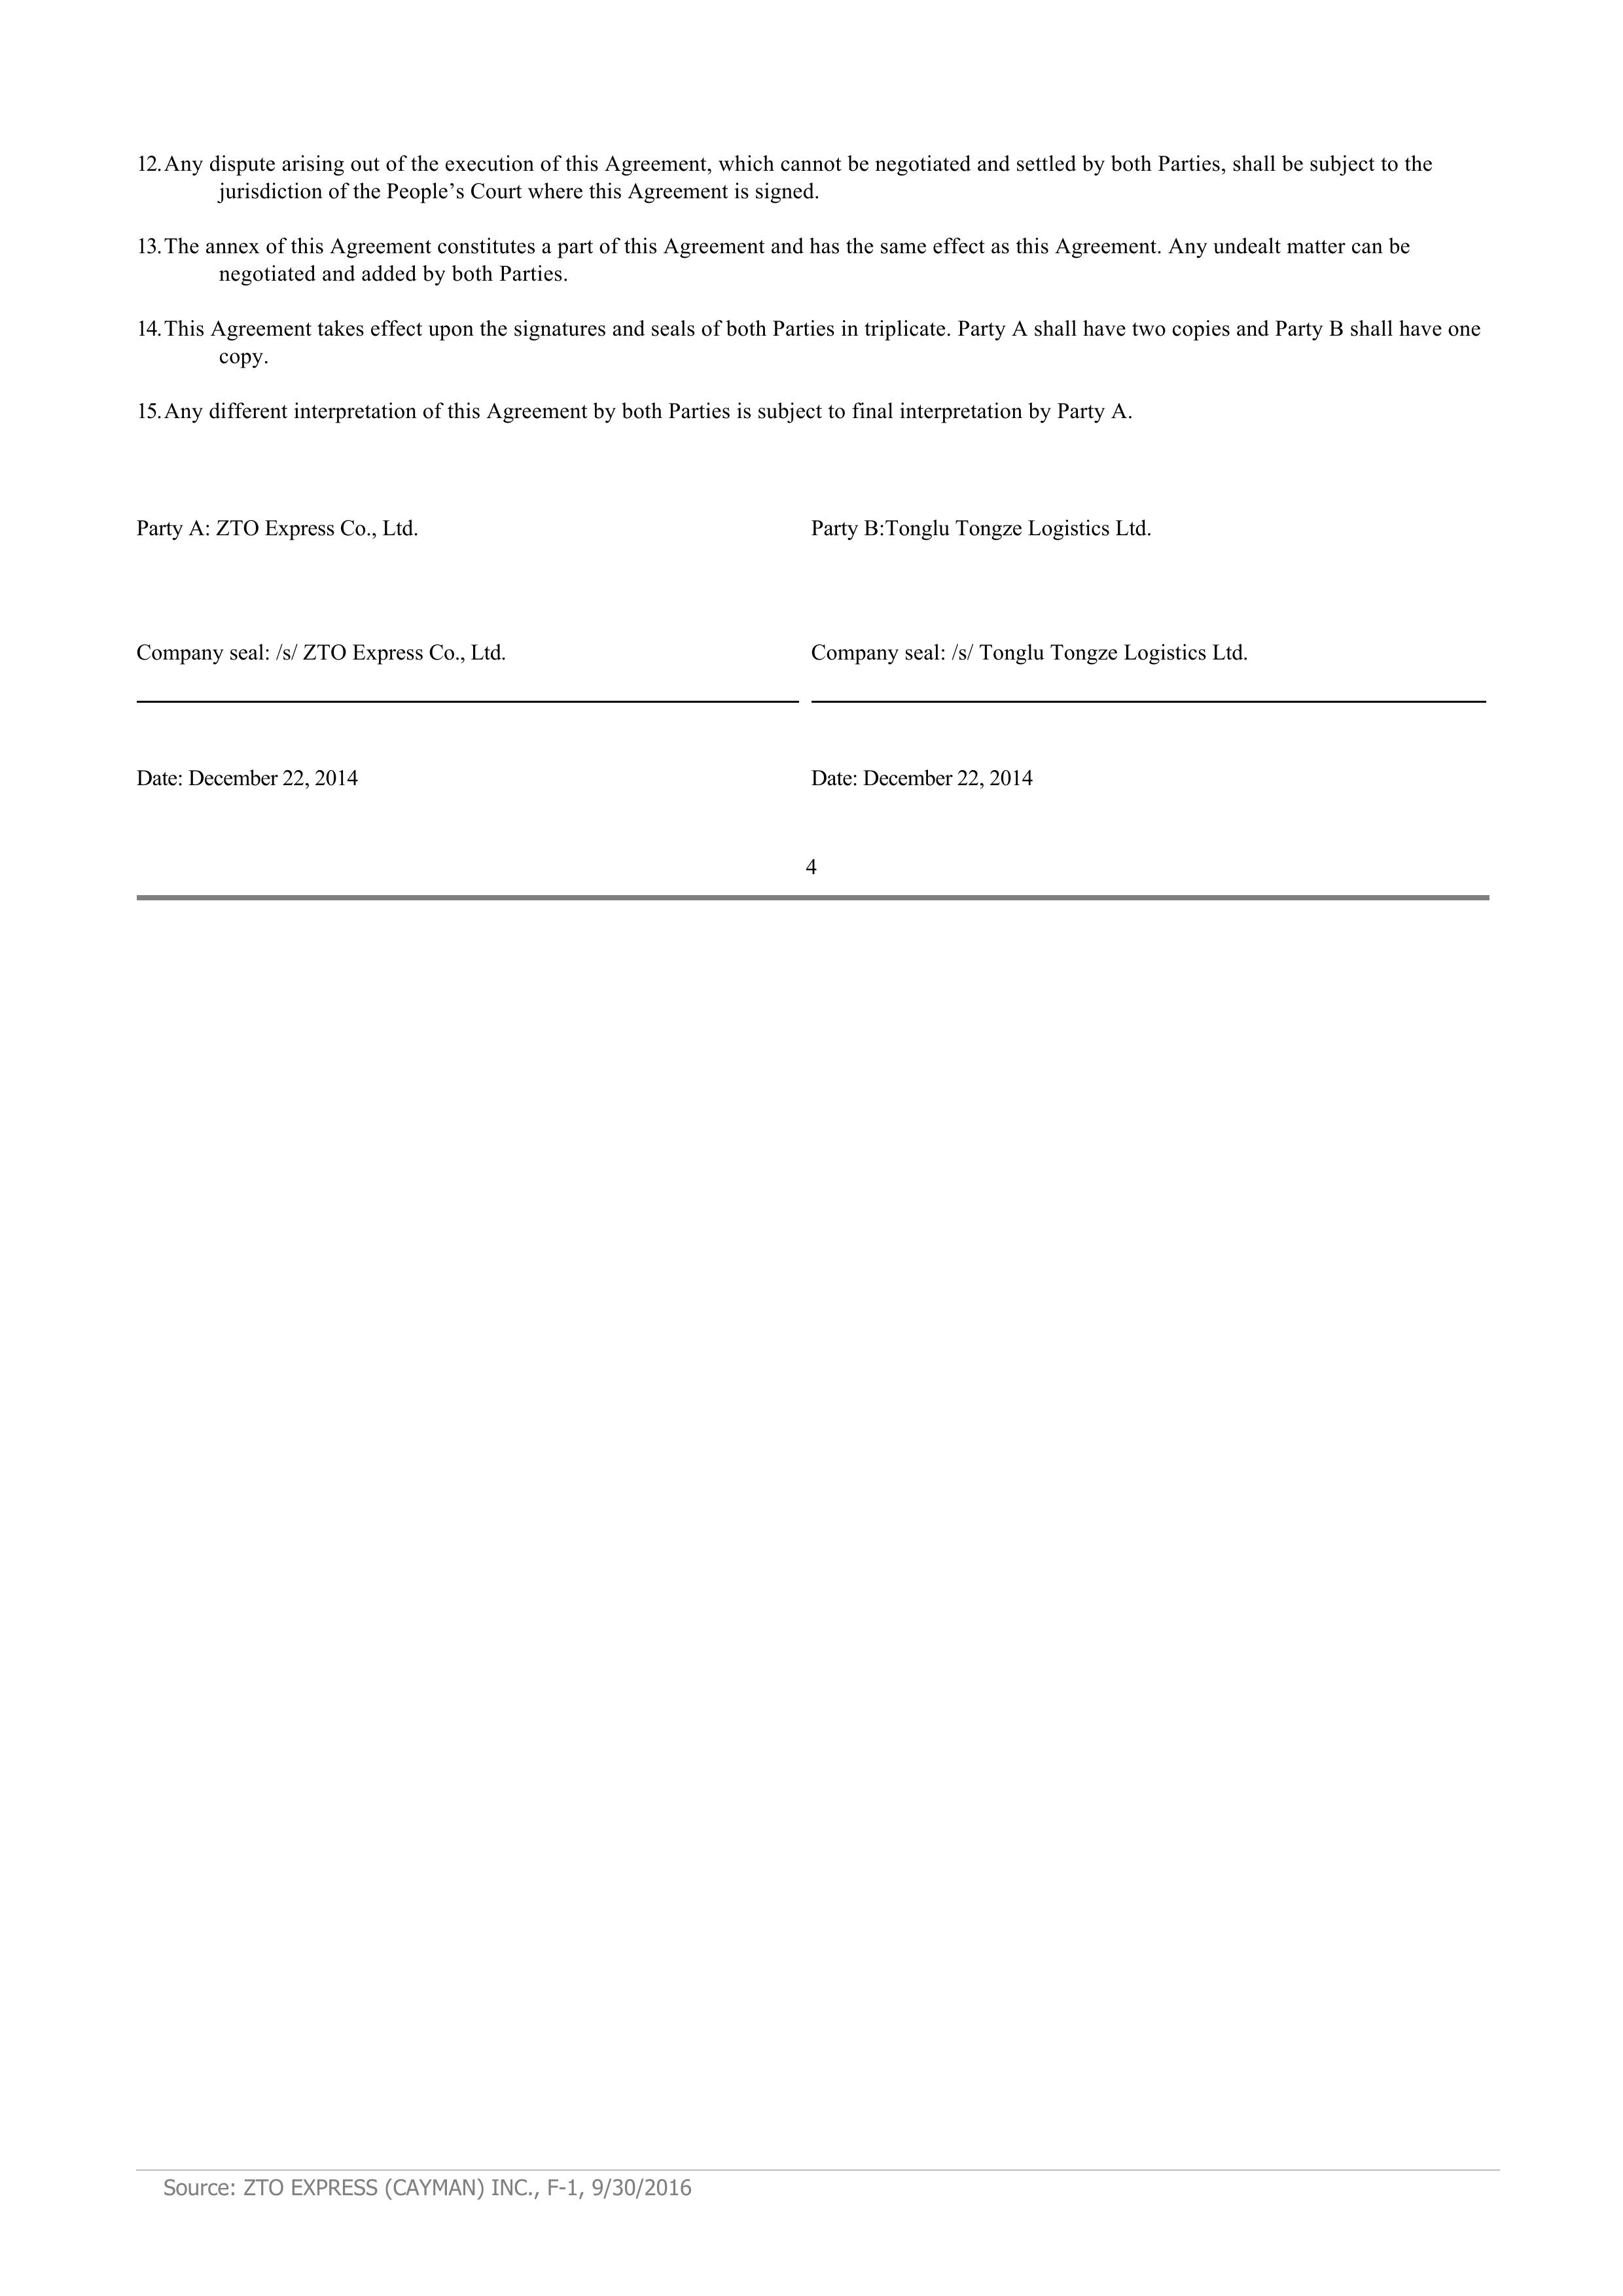 12.Any dispute arising out of the execution of this Agreement, which cannot be negotiated and settled by both Parties, shall be subject to the
jurisdiction of the People’s Court where this Agreement is signed.
13.The annex of this Agreement constitutes a part of this Agreement and has the same effect as this Agreement. Any undealt matter can be
negotiated and added by both Parties.
14.This Agreement takes effect upon the signatures and seals of both Parties in triplicate. Party A shall have two copies and Party B shall have one
copy.
15.Any different interpretation of this Agreement by both Parties is subject to final interpretation by Party A.
Party A: ZTO Express Co., Ltd. Party B:Tonglu Tongze Logistics Ltd.
Company seal: /s/ ZTO Express Co., Ltd. Company seal: /s/ Tonglu Tongze Logistics Ltd.
Date: December 22, 2014 Date: December 22, 2014
4
Source: ZTO EXPRESS (CAYMAN) INC., F-1, 9/30/2016